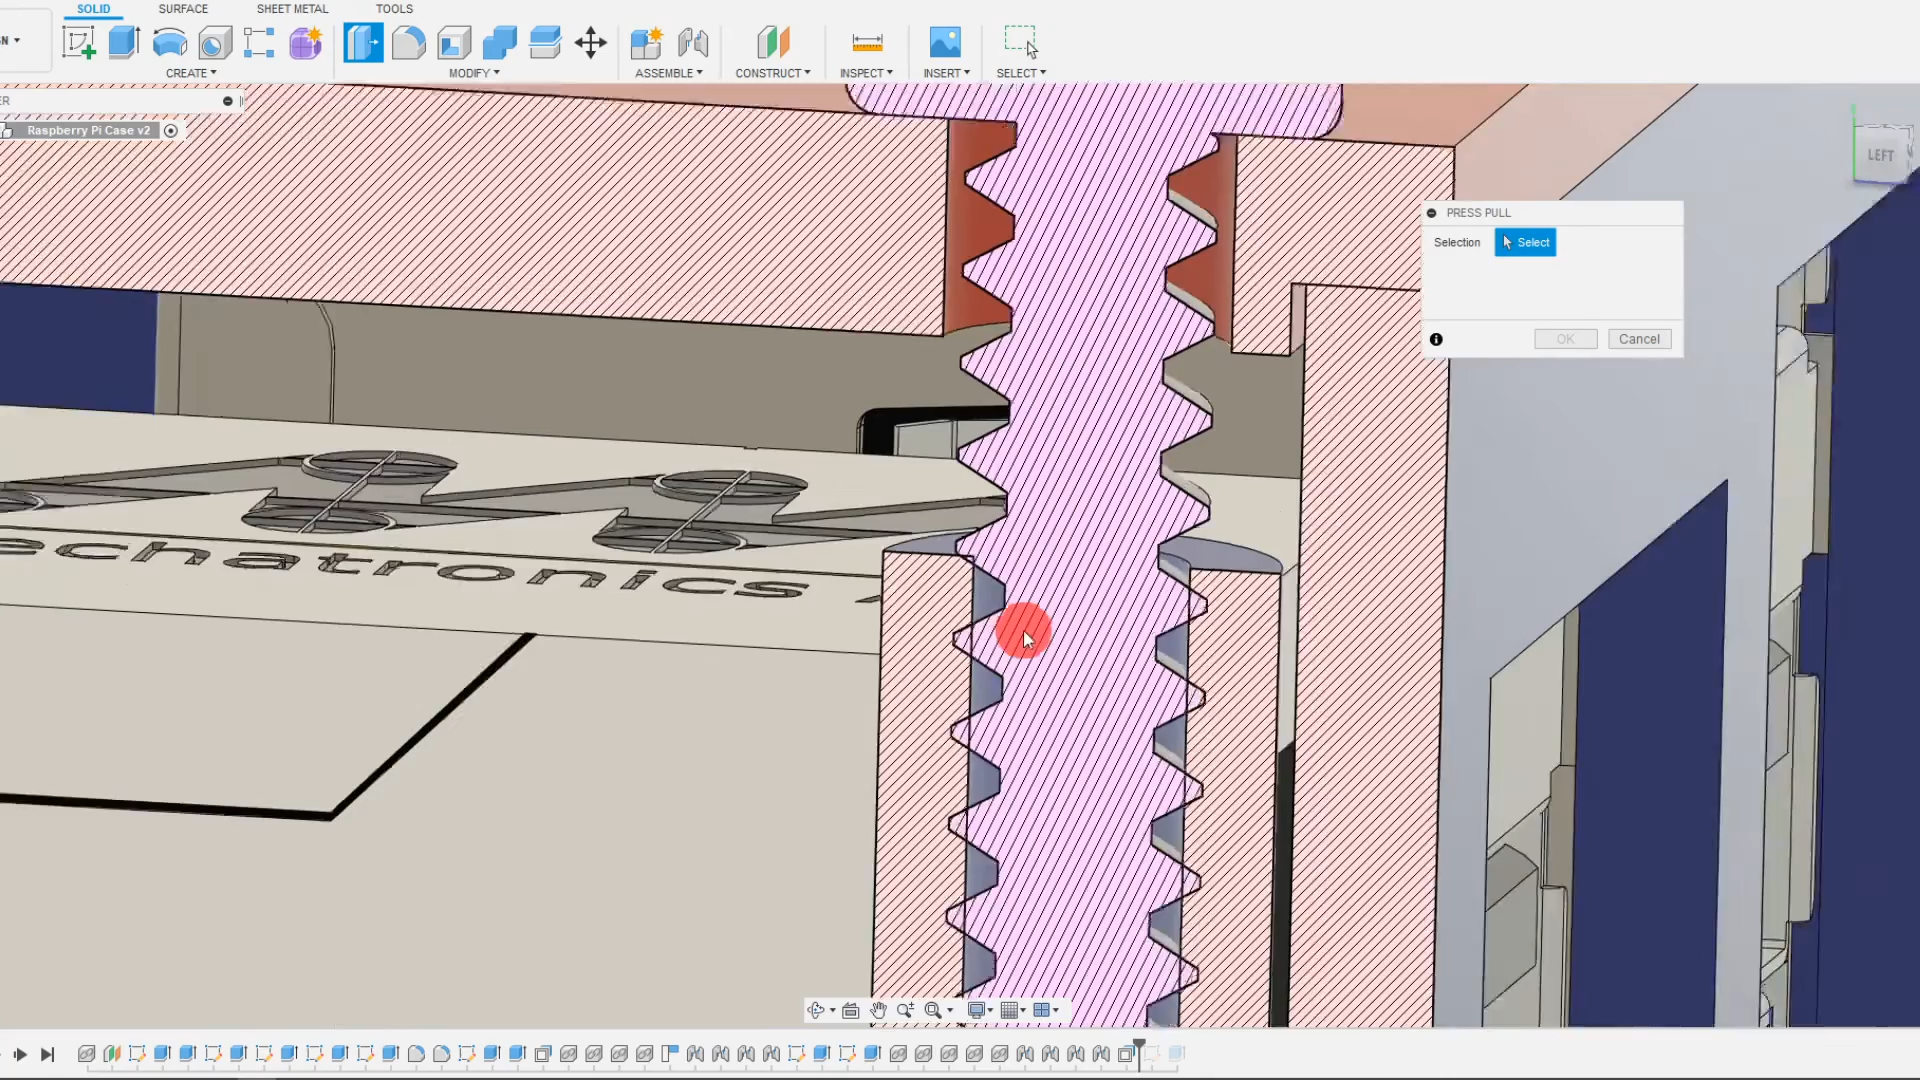 SOLID SURFACE SHEET METAL TOOLS
N
CREATE MODIFY ASSEMBLE CONSTRUCT INSPECT INSERT SELECT
ER
Raspberry Pi Case v2
LEFT
PRESS PULL
Selection Select
OK Cancel
echatronics